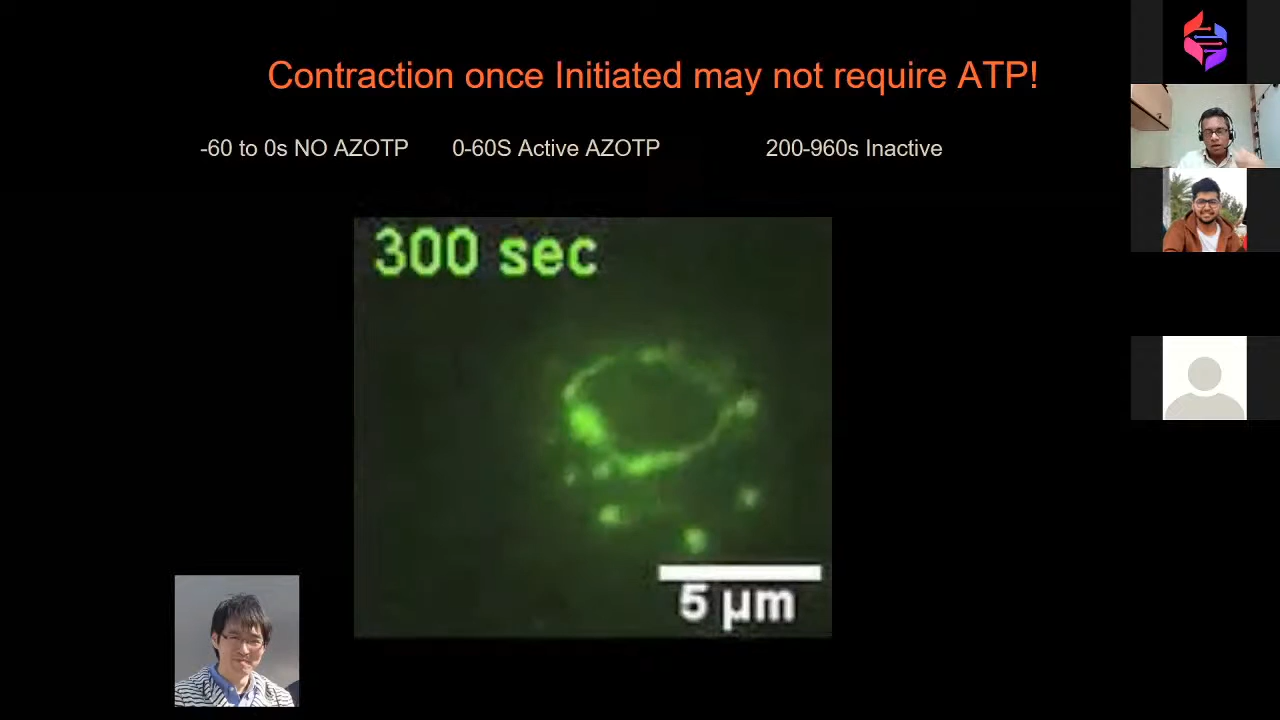 Contraction once Initiated may not require ATP!
-60 to 0s NO AZOTP 0-60S Active AZOTP 200-960s Inactive
300 sec
5 μm